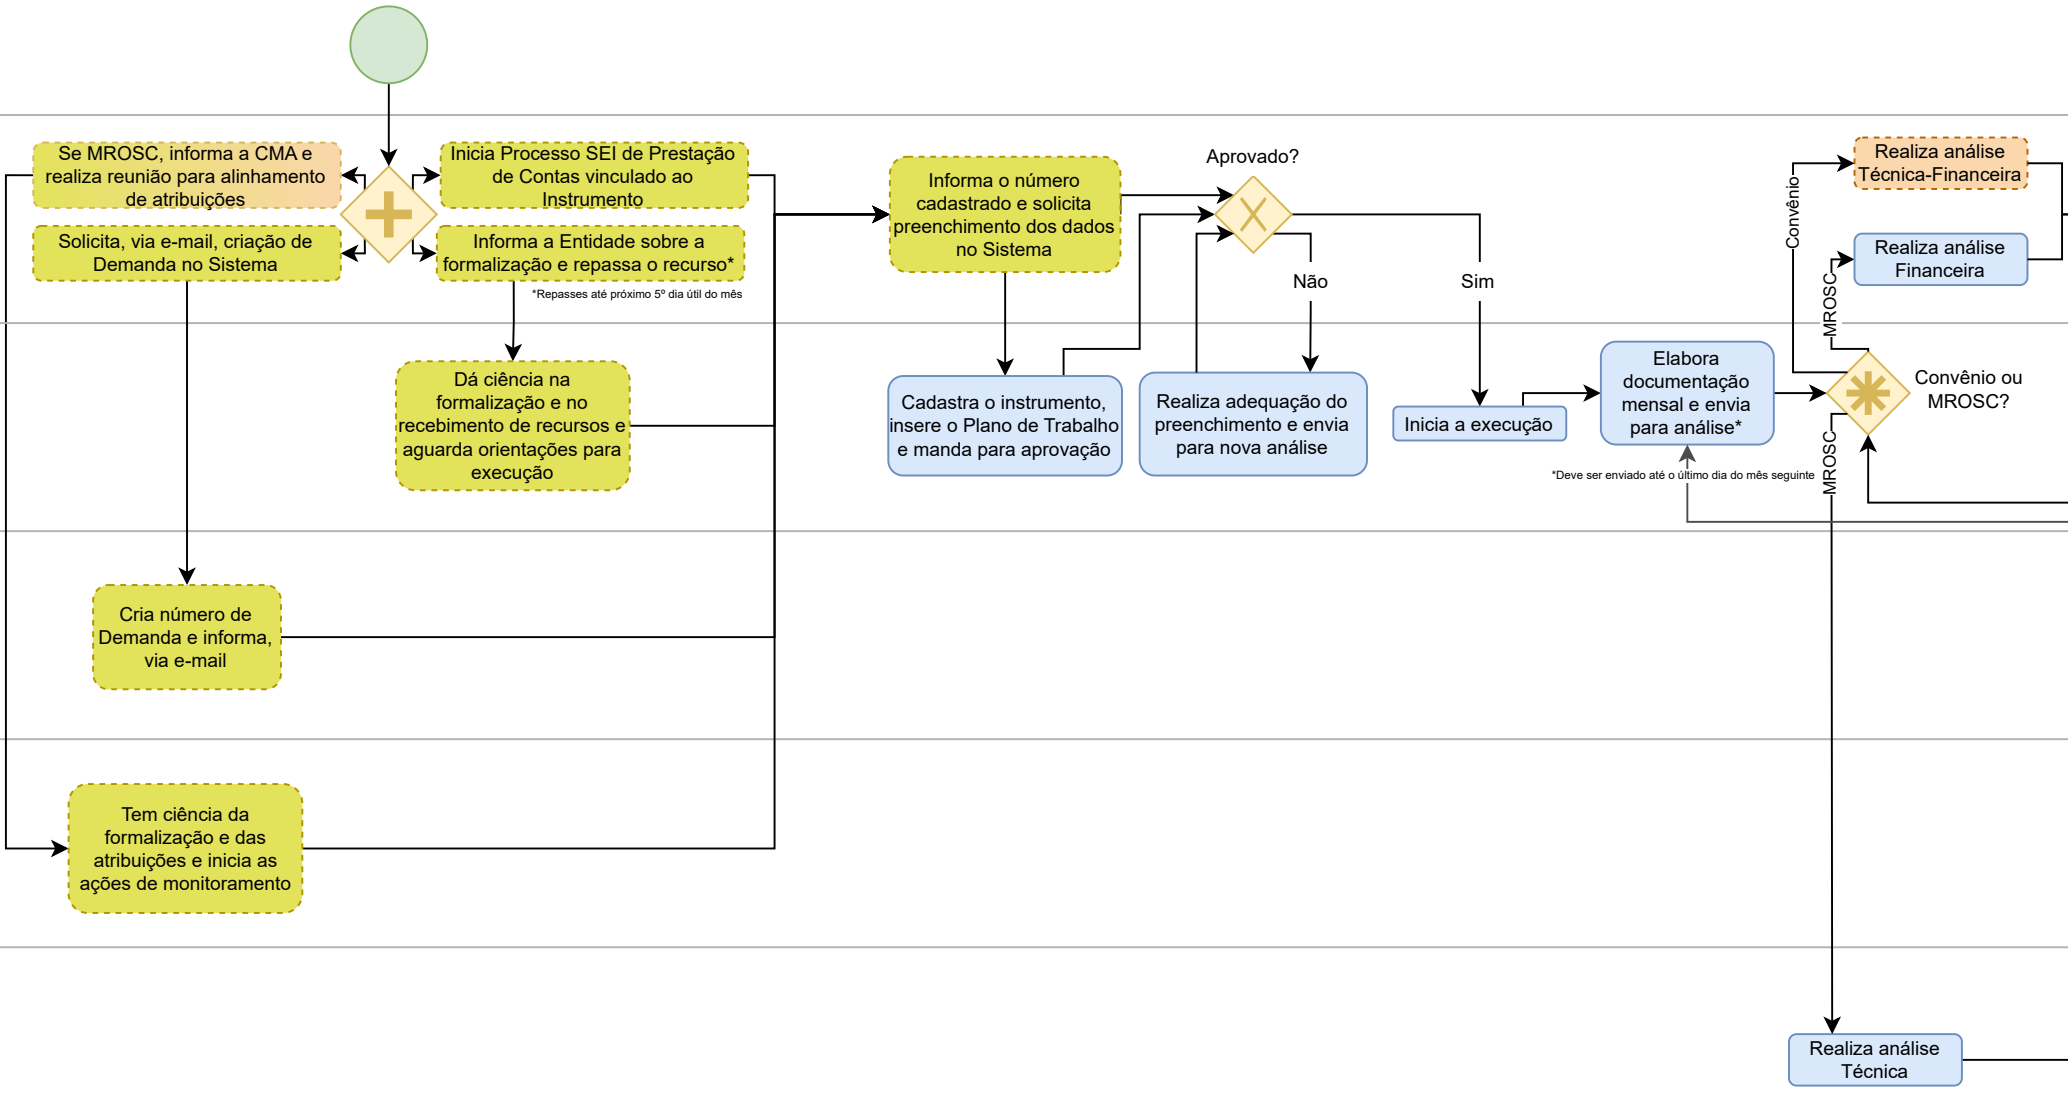 Se MROSC, informa a CMA e
realiza reunião para alinhamento
de atribuições
Inicia Processo SEI de Prestação
de Contas vinculado ao
Instrumento
Solicita, via e-mail, criação de
Demanda no Sistema
Informa a Entidade sobre a
formalização e repassa o recurso*
*Repasses até próximo 5º dia útil do mês
Dá ciência na
formalização e no
recebimento de recursos e
aguarda orientações para
execução
Cria número de
Demanda e informa,
via e-mail
Tem ciência da
formalização e das
atribuições e inicia as
ações de monitoramento
Informa o número
cadastrado e solicita
preenchimento dos dados
no Sistema
Cadastra o instrumento,
insere o Plano de Trabalho
e manda para aprovação
Aprovado?
Não
Sim
Realiza adequação do
preenchimento e envia
para nova análise
Inicia a execução
Elabora
documentação
mensal e envia
para análise*
*Deve ser enviado até o último dia do mês seguinte
Convênio ou
MROSC?
Convênio
MROSC
MROSC
Realiza análise
Técnica-Financeira
Realiza análise
Financeira
Realiza análise
Técnica